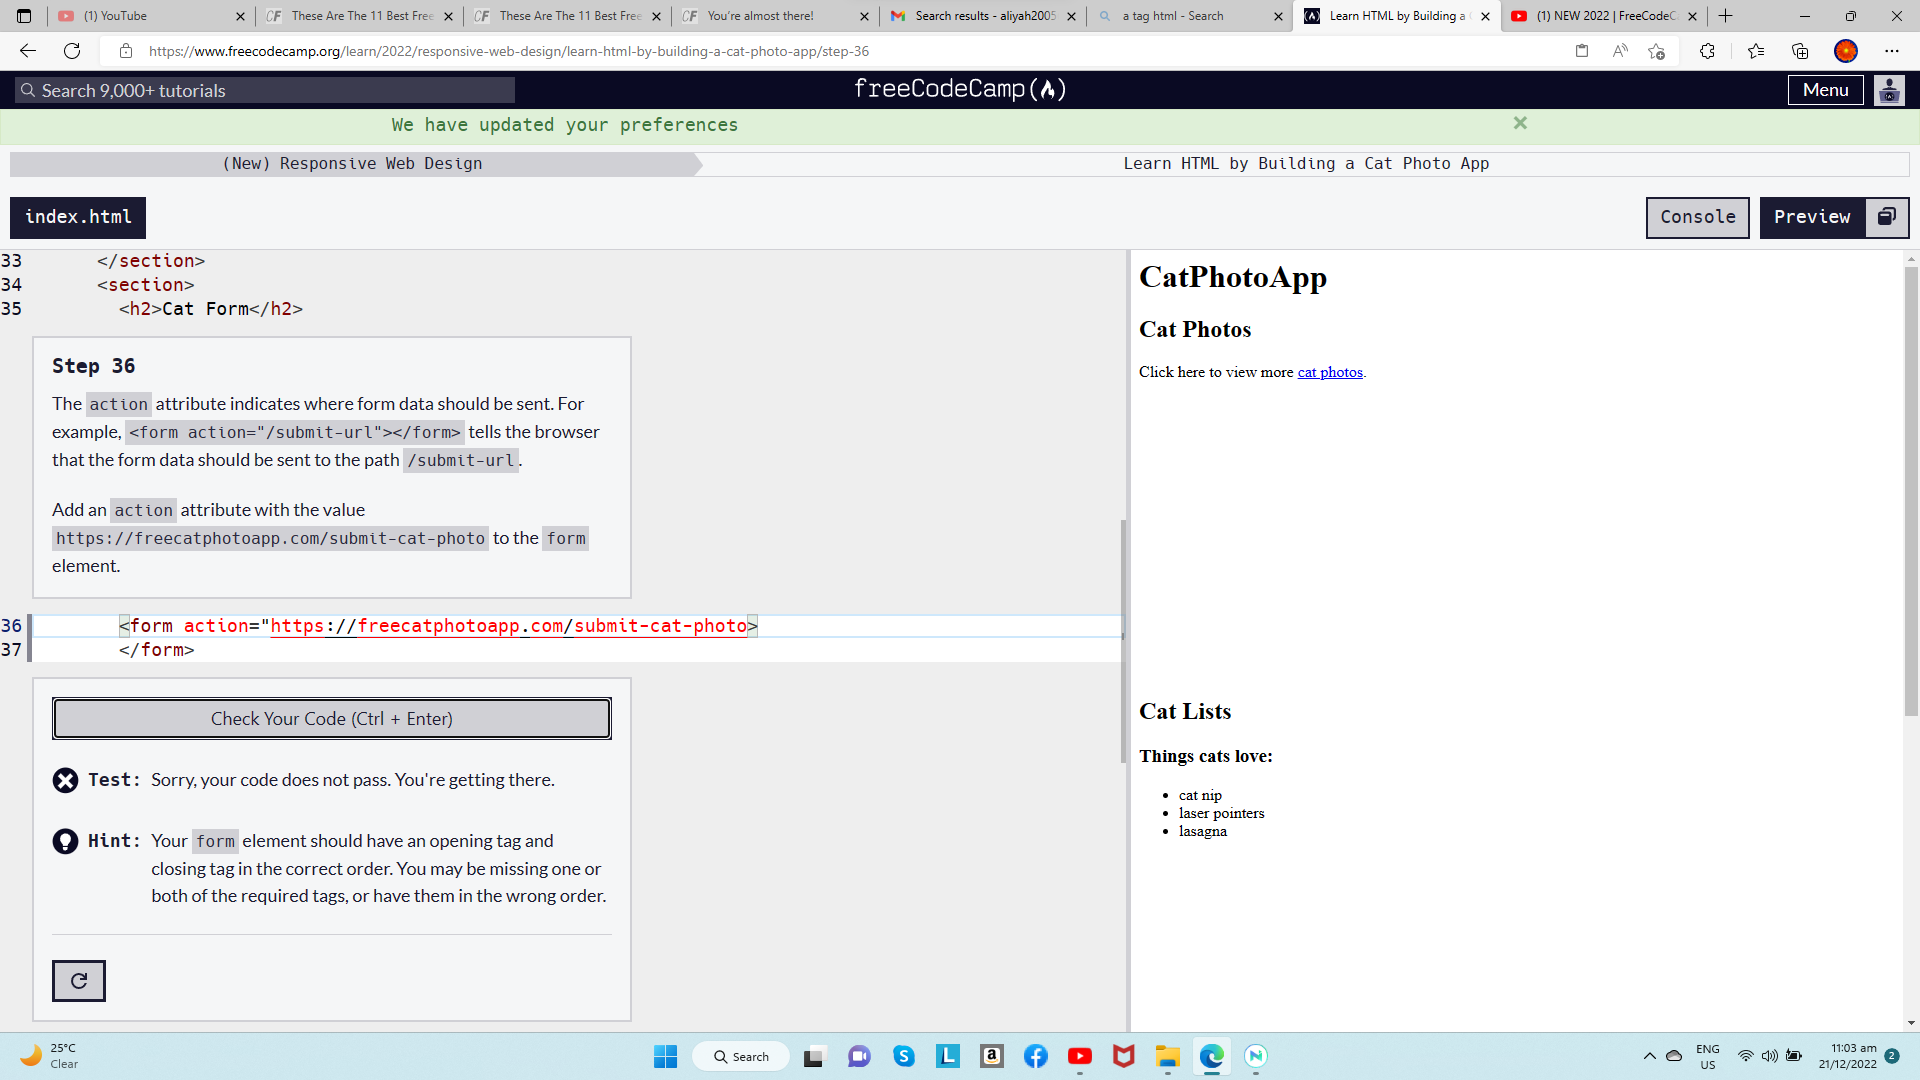 (1) YouTube
These Are The 11 Best Free
These Are The 11 Best Free
You're almost there!
Search results - aliyah2005
a tag html - Search
Learn HTML by Building a
(1) NEW 2022 | FreeCodeC
https://www.freecodecamp.org/learn/2022/responsive-web-design/learn-html-by-building-a-cat-photo-app/step-36
Search 9,000+ tutorials
freeCodeCamp
Menu
We have updated your preferences
(New) Responsive Web Design
Learn HTML by Building a Cat Photo App
index.html
Console
Preview
33 </section>
34 <section>
35 <h2>Cat Form</h2>
Step 36
The action attribute indicates where form data should be sent. For
example, <form action="/submit-url"></form> tells the browser
that the form data should be sent to the path /submit-url.
Add an action attribute with the value
https://freecatphotoapp.com/submit-cat-photo to the form
element.
36 <form action="https://freecatphotoapp.com/submit-cat-photo>
37 </form>
Check Your Code (Ctrl + Enter)
Test: Sorry, your code does not pass. You're getting there.
Hint: Your form element should have an opening tag and
closing tag in the correct order. You may be missing one or
both of the required tags, or have them in the wrong order.
CatPhotoApp
Cat Photos
Click here to view more cat photos.
Cat Lists
Things cats love:
• cat nip
• laser pointers
• lasagna
25°C
Clear
Search
ENG
US
11:03 am
21/12/2022
2